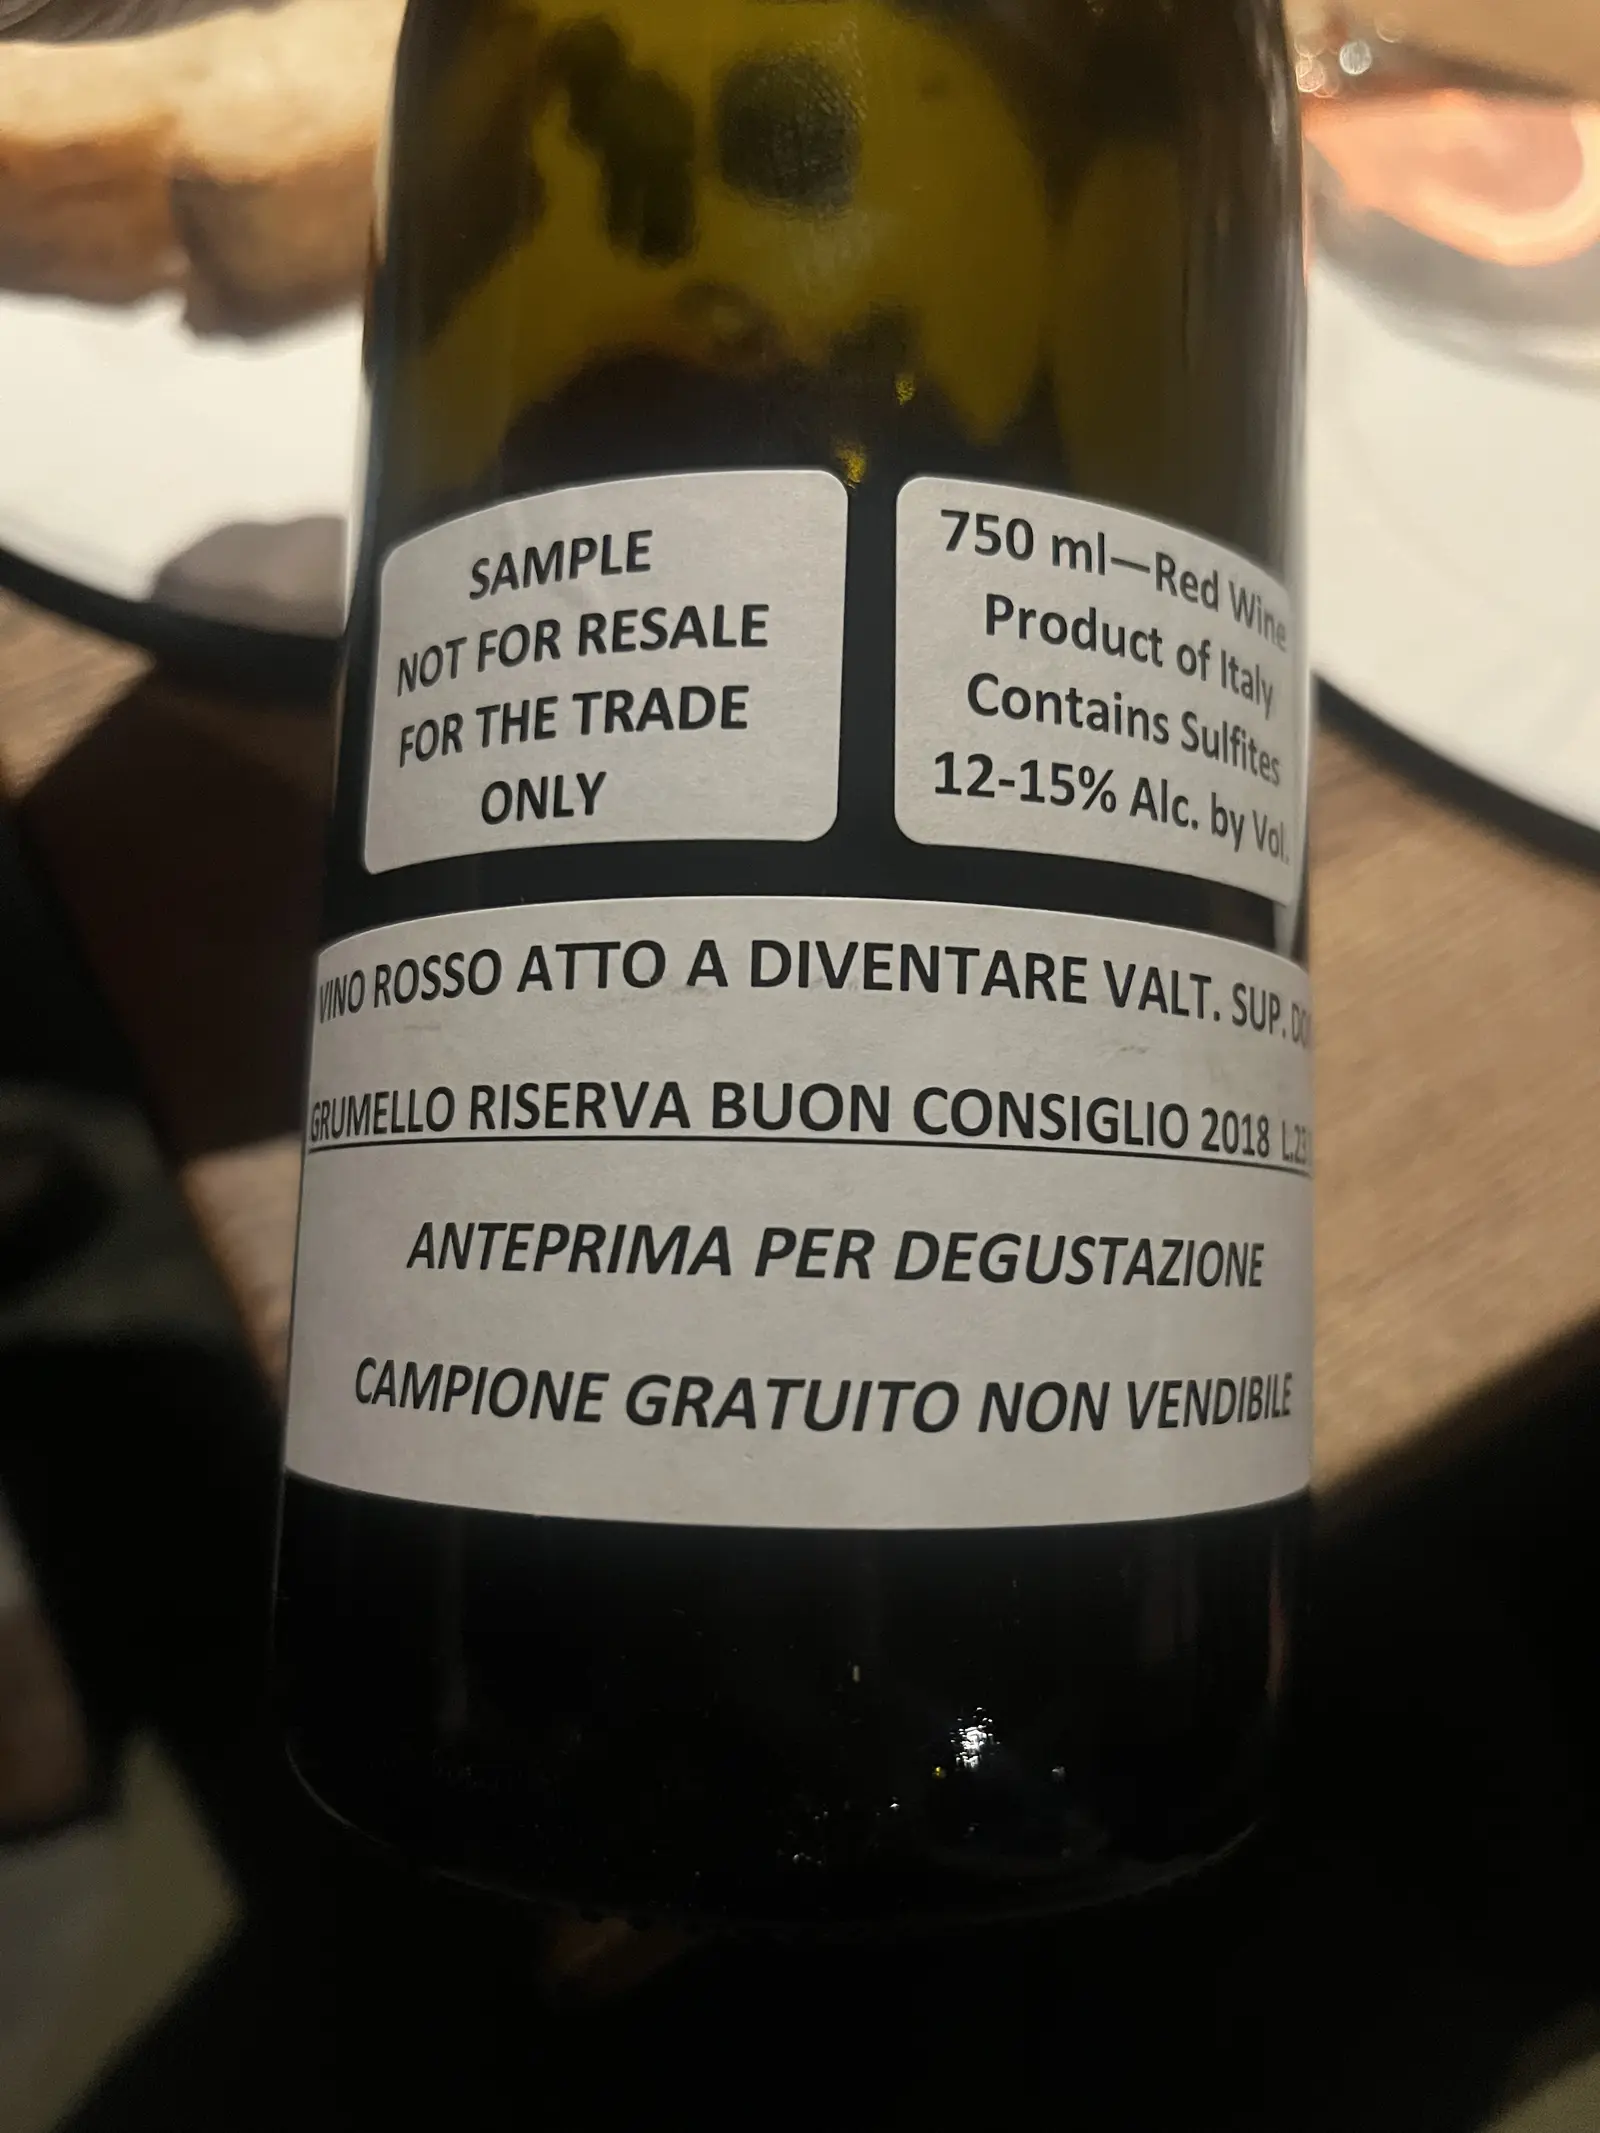 SAMPLE
NOT FOR RESALE
FOR THE TRADE
ONLY
750 ml—Red Wine
Product of Italy
Contains Sulfites
12-15% Alc. by Vol.
VINO ROSSO ATTO A DIVENTARE VALT. SUP.
GRUMELLO RISERVA BUON CONSIGLIO 2018
ANTEPRIMA PER DEGUSTAZIONE
CAMPIONE GRATUITO NON VENDIBILE